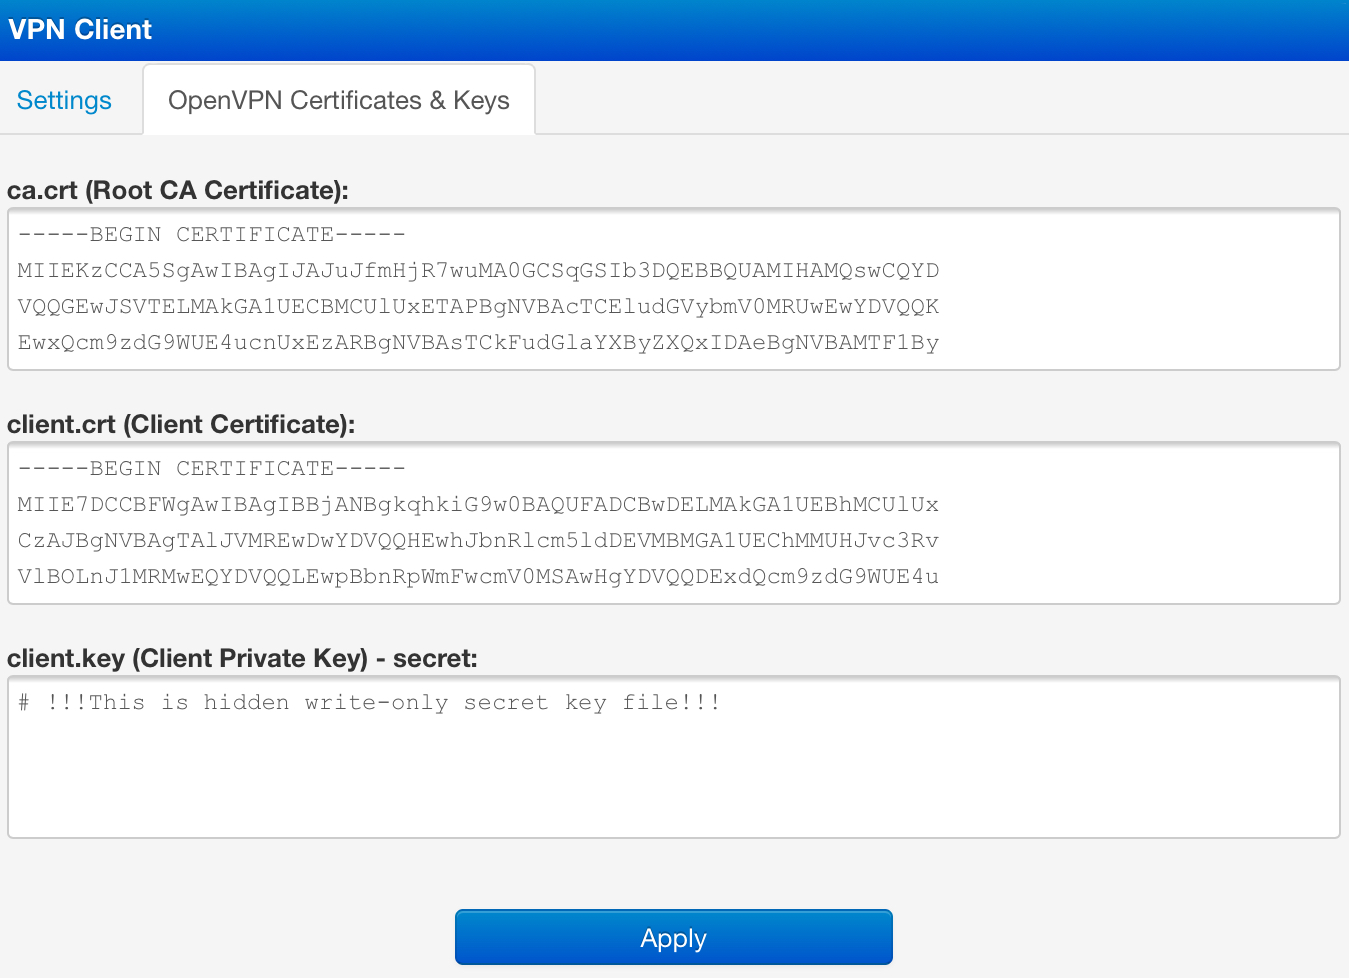 VPN Client
Settings
OpenVPN Certificates & Keys
ca.crt (Root CA Certificate):
-----BEGIN CERTIFICATE-----
MIIEKzCCA5SgAwIBAgIJAJuJfmHjR7wuMA0GCSqGSIb3DQEBBQUAMIHAMQswCQYD
VQQGEwJSVTELMAkGA1UECBMCUlUxETAPBgNVBAcTCEludGVybmV0MRUwEwYDVQQK
EwxQcm9zdG9WUE4ucnUxEzARBgNVBAsTCkFudGlaYXByZXQxIDAeBgNVBAMTF1By
client.crt (Client Certificate):
-----BEGIN CERTIFICATE-----
MIIE7DCCBFWgAwIBAgIBBjANBgkqhkiG9w0BAQUFADCBwDELMAkGA1UEBhMCUlUx
CzAJBgNVBAgTAlJVMREwDwYDVQQHEwhJbnRlcm5ldDEVMBMGA1UEChMMUHJvc3Rv
VlBOLnJ1MRMwEQYDVQQLEwpBbnRpWmFwcmV0MSAwHgYDVQQDExdQcm9zdG9WUE4u
client.key (Client Private Key) - secret:
# !!!This is hidden write-only secret key file!!!
Apply